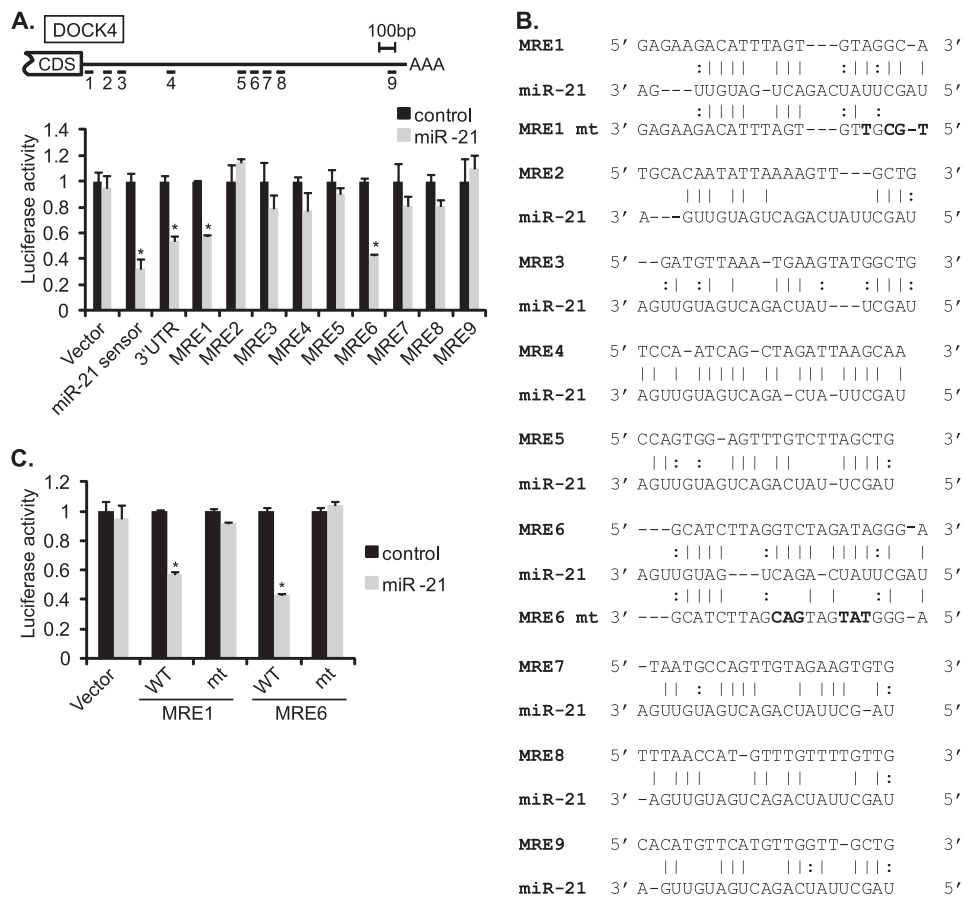 A.
DOCK4
100bp
CDS
AAA
1 2 3 4 5 6 7 8 9
control
miR-21
Luciferase activity
1.4
1.2
1
0.8
0.6
0.4
0.2
0
* * * *
Vector
miR-21 sensor
3'UTR
MRE1
MRE2
MRE3
MRE4
MRE5
MRE6
MRE7
MRE8
MRE9
C.
Luciferase activity
1.2
1
0.8
0.6
0.4
0.2
0
* *
control
miR-21
Vector
WT mt WT mt
MRE1 MRE6
B.
MRE1 5′ GAGAAGACATTTAGT---GTAGGC-A 3′
miR-21 3′ AG---UUGUAG-UCAGACUAUUCGAU 5′
MRE1 mt 3′ GAGAAGACATTTAGT---GTTGCG-T 5′
MRE2 5′ TGCACAATATTAAAAGTT---GCTG 3′
miR-21 3′ A---GUUGUAGUCAGACUAUUCGAU 5′
MRE3 5′ --GATGTTAAA-TGAAGTATGGCTG 3′
miR-21 3′ AGUUGUAGUCAGACUAU---UCGAU 5′
MRE4 5′ TCCA-ATCAG-CTAGATTAAGCAA 3′
miR-21 3′ AGUUGUAGUCAGA-CUA-UUCGAU 5′
MRE5 5′ CCAGTGG-AGTTTGTCTTAGCTG 3′
miR-21 3′ AGUUGUAGUCAGACUAU-UCGAU 5′
MRE6 5′ ---GCATCTTAGGTCTAGATAGGG-A 3′
miR-21 3′ AGUUGUAG---UCAGA-CUAUUCGAU 5′
MRE6 mt 3′ ---GCATCTTAGCAGTAGTATGGG-A 5′
MRE7 5′ -TAATGCCAGTTGTAGAAGTGTG 3′
miR-21 3′ AGUUGUAGUCAGACUAUUCG-AU 5′
MRE8 5′ TTTAACCAT-GTTTGTTTTGTTG 3′
miR-21 3′ -AGUUGUAGUCAGACUAUUCGAU 5′
MRE9 5′ CACATGTTCATGTTGGTT-GCTG 3′
miR-21 3′ A-GUUGUAGUCAGACUAUUCGAU 5′